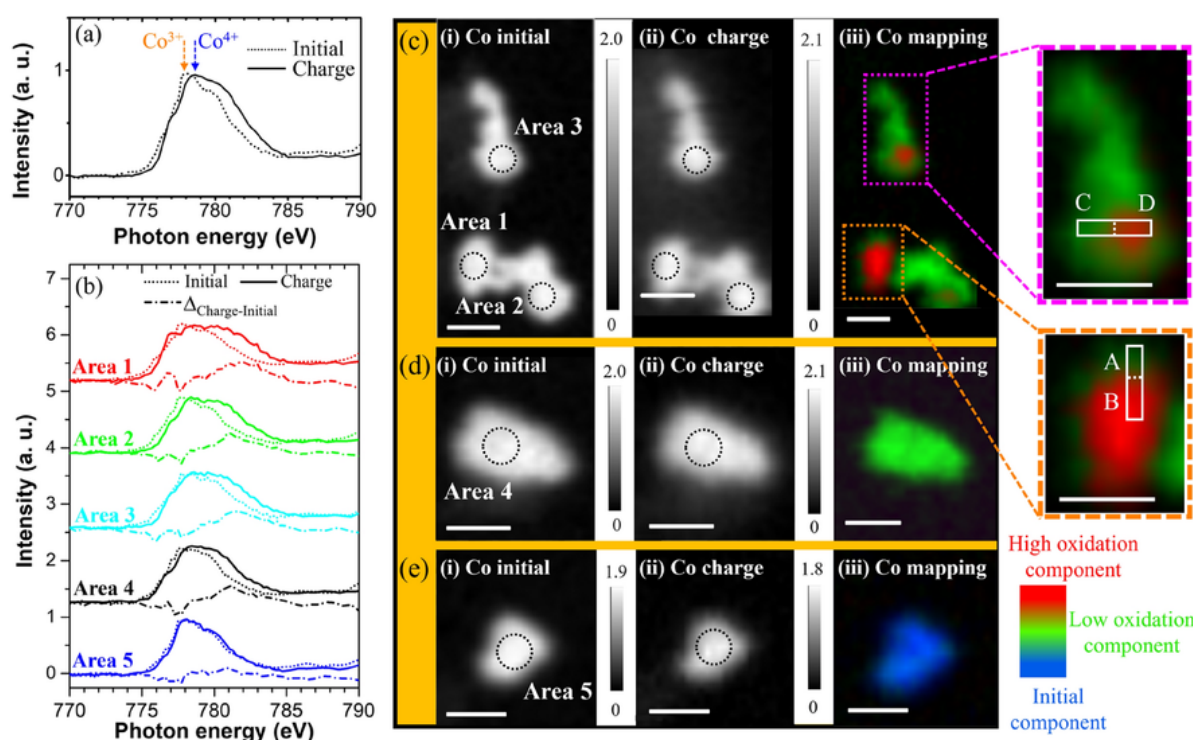 (a)
Co3+ Co4+
Initial
Charge
Intensity (a. u.)
1
0
770 775 780 785 790
Photon energy (eV)
(b)
Initial Charge
ΔCharge-Initial
Intensity (a. u.)
7
6
Area 1
5
Area 2
4
3
Area 3
2
Area 4
1
Area 5
0
770 775 780 785 790
Photon energy (eV)
(c)
(i) Co initial
2.0
0
(ii) Co charge
2.1
0
(iii) Co mapping
Area 3
Area 1
Area 2
C D
A
B
(d)
(i) Co initial
2.0
0
(ii) Co charge
2.1
0
(iii) Co mapping
Area 4
(e)
(i) Co initial
1.9
0
(ii) Co charge
1.8
0
(iii) Co mapping
Area 5
High oxidation
component
Low oxidation
component
Initial
component